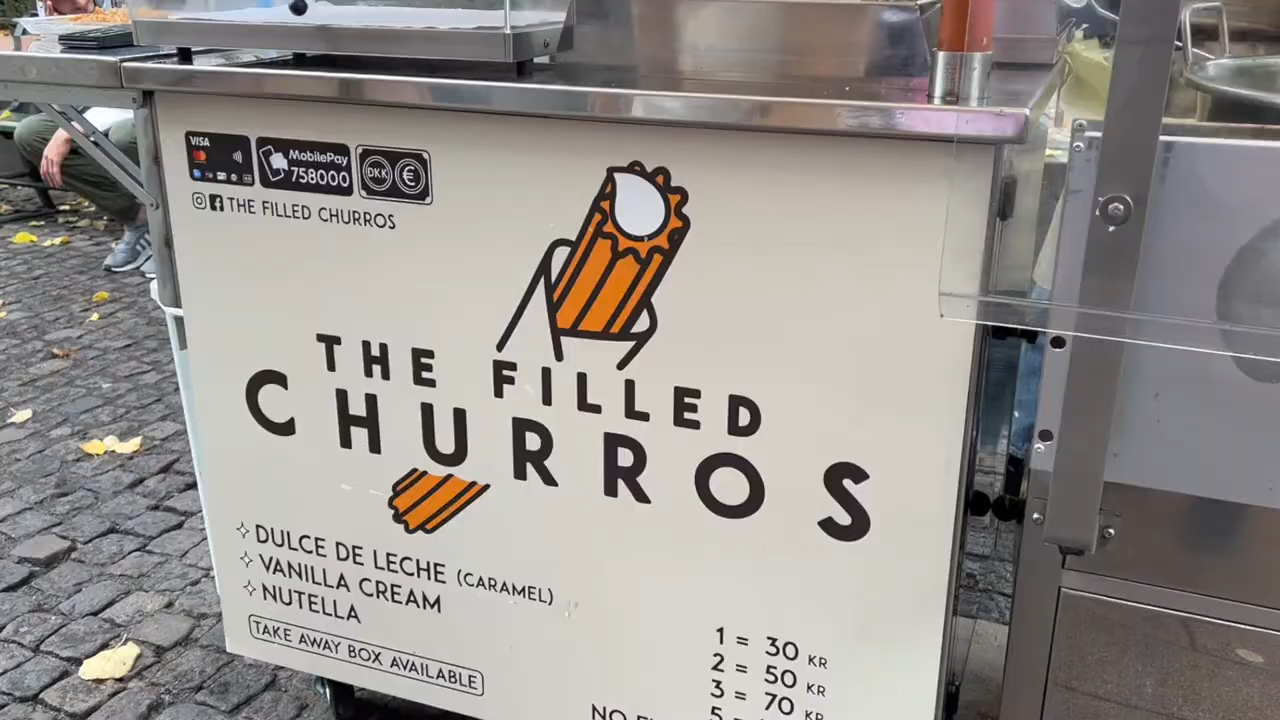 VISA
MobilePay
758000
DKK €
THE FILLED CHURROS
THE FILLED
CHURROS
DULCE DE LECHE (CARAMEL)
VANILLA CREAM
NUTELLA
TAKE AWAY BOX AVAILABLE
1 = 30 KR
2 = 50 KR
3 = 70 KR
NO